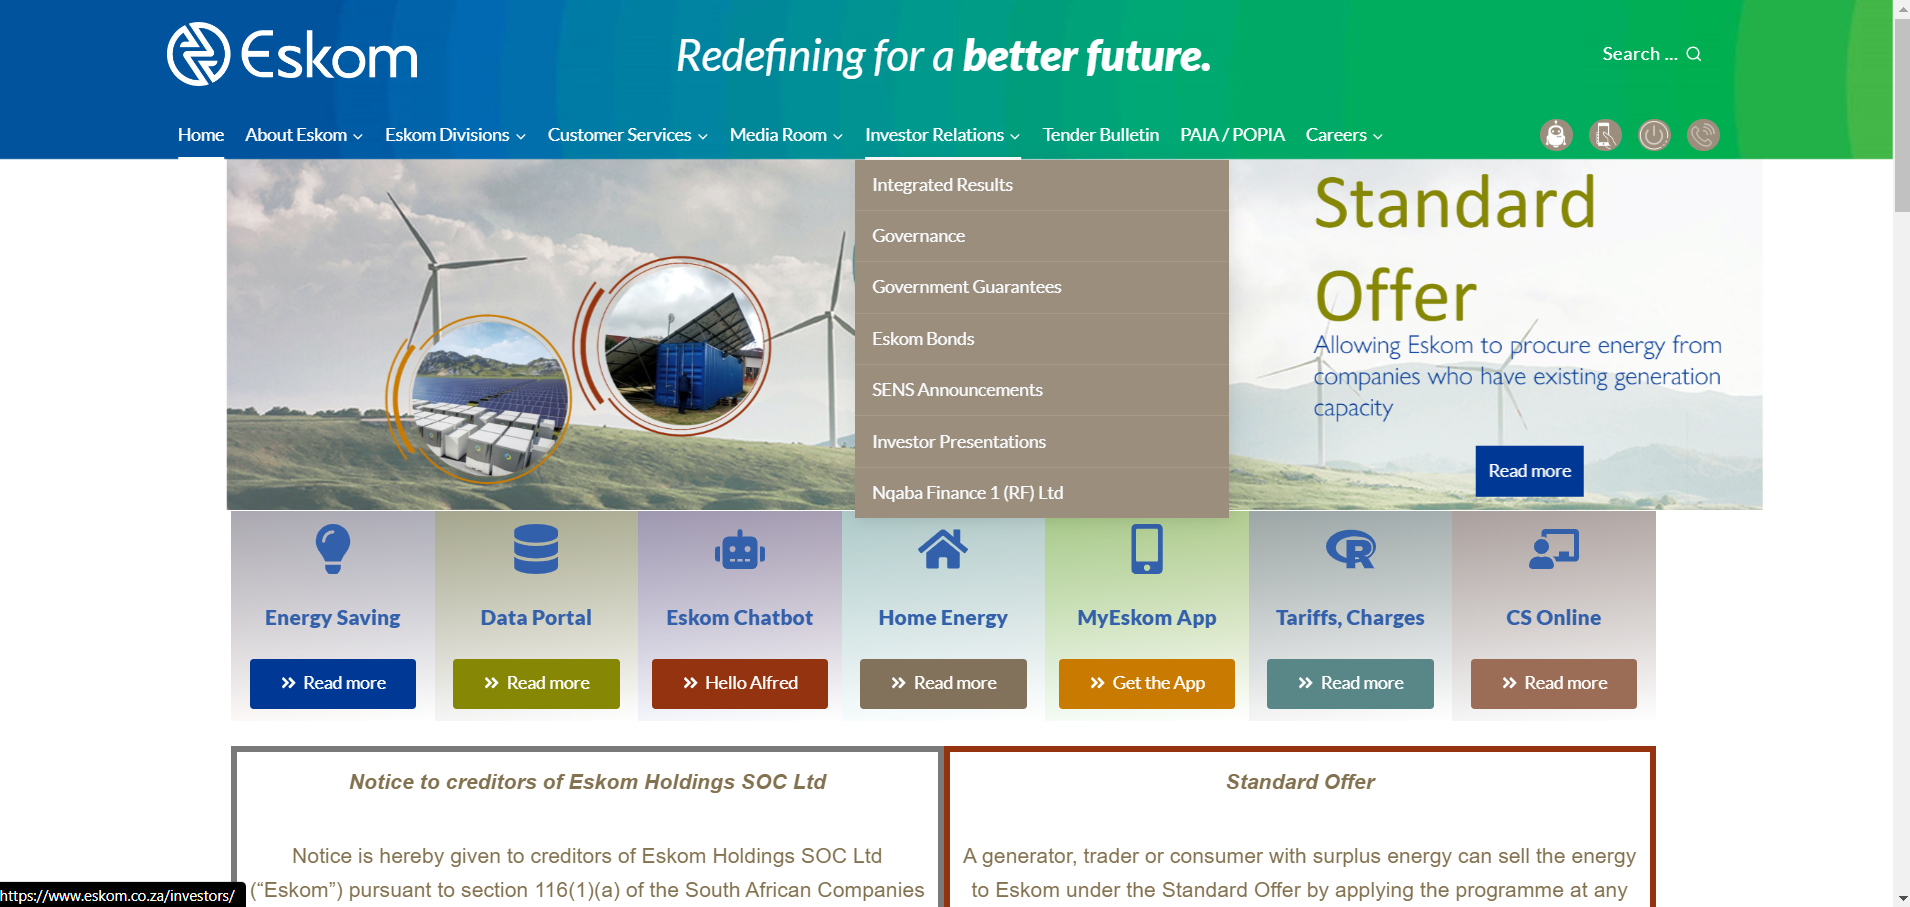 Eskom
Redefining for a better future.
Search ...
Home About Eskom Eskom Divisions Customer Services Media Room Investor Relations Tender Bulletin PAIA / POPIA Careers
Integrated Results
Governance
Government Guarantees
Eskom Bonds
SENS Announcements
Investor Presentations
Nqaba Finance 1 (RF) Ltd
Standard
Offer
Allowing Eskom to procure energy from
companies who have existing generation
capacity
Read more
Energy Saving Data Portal Eskom Chatbot Home Energy MyEskom App Tariffs, Charges CS Online
» Read more » Read more » Hello Alfred » Read more » Get the App » Read more » Read more
Notice to creditors of Eskom Holdings SOC Ltd
Notice is hereby given to creditors of Eskom Holdings SOC Ltd
(“Eskom”) pursuant to section 116(1)(a) of the South African Companies
Standard Offer
A generator, trader or consumer with surplus energy can sell the energy
to Eskom under the Standard Offer by applying the programme at any
https://www.eskom.co.za/investors/